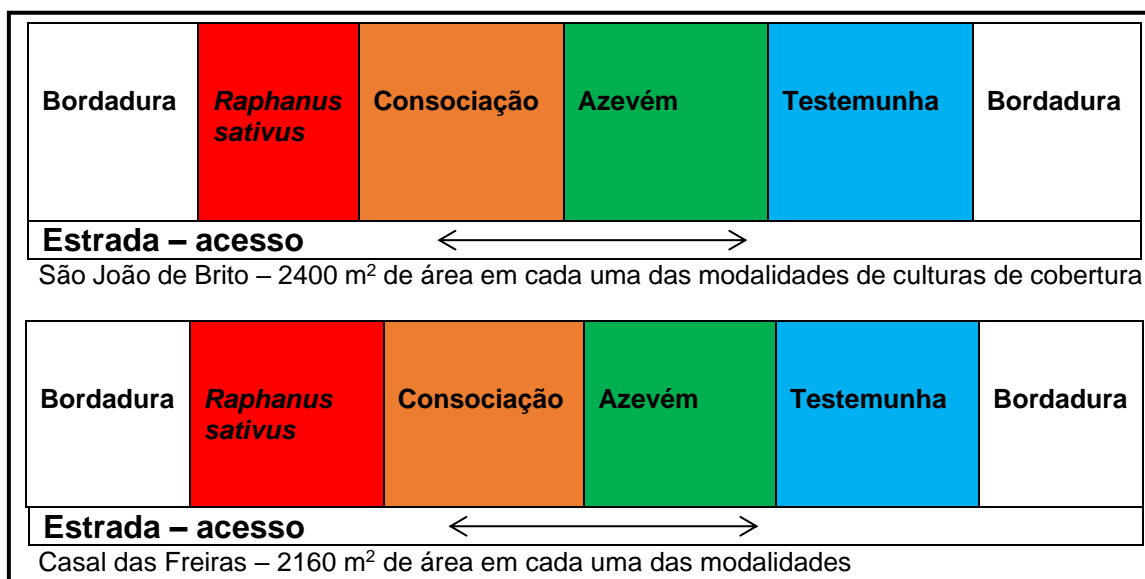 Bordadura
Raphanus
sativus
Consociação
Azevém
Testemunha
Bordadura
Estrada – acesso
São João de Brito – 2400 m² de área em cada uma das modalidades de culturas de cobertura
Bordadura
Raphanus
sativus
Consociação
Azevém
Testemunha
Bordadura
Estrada – acesso
Casal das Freiras – 2160 m² de área em cada uma das modalidades